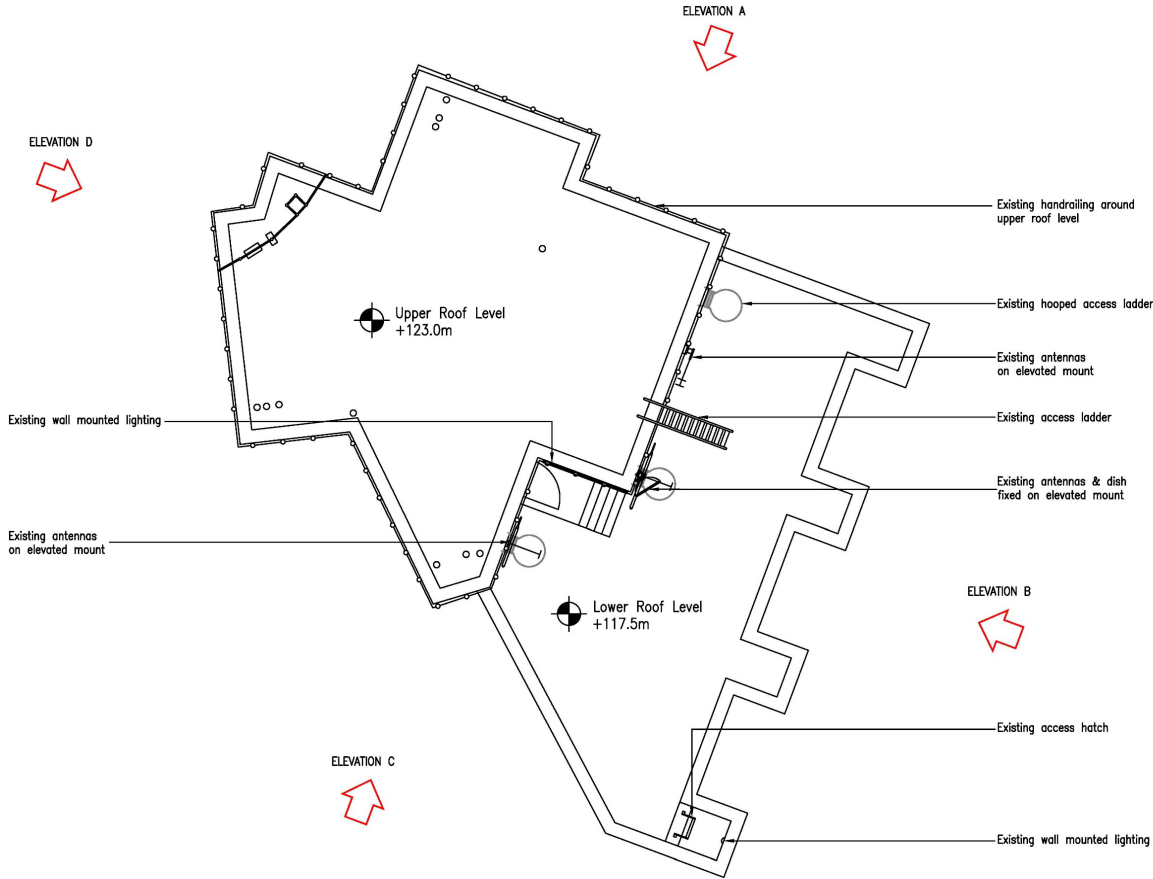 ELEVATION A
ELEVATION D
Existing handrailing around
upper roof level
Existing hooped access ladder
Upper Roof Level
+123.0m
Existing antennas
on elevated mount
Existing access ladder
Existing wall mounted lighting
Existing antennas & dish
fixed on elevated mount
Existing antennas
on elevated mount
Lower Roof Level
+117.5m
ELEVATION B
Existing access hatch
ELEVATION C
Existing wall mounted lighting